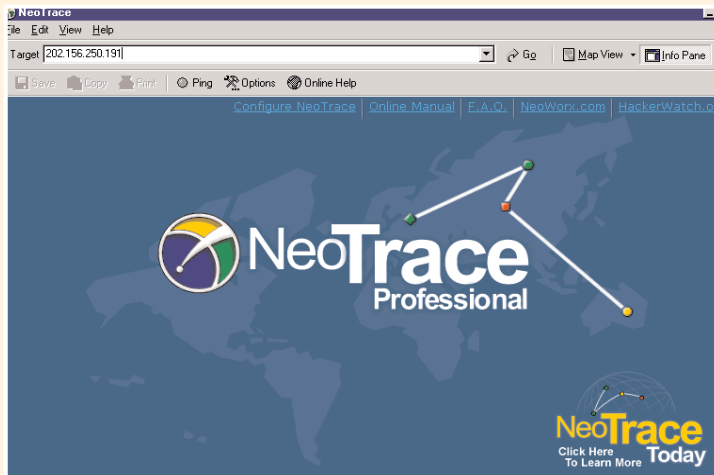 NeoTrace
File Edit View Help
Target 202.156.250.191 Go Map View Info Pane
Save Copy Print Ping Options Online Help
Configure NeoTrace Online Manual F.A.Q. NeoWorx.com HackerWatch.o
NeoTrace
Professional
NeoTrace
Click Here
To Learn More Today